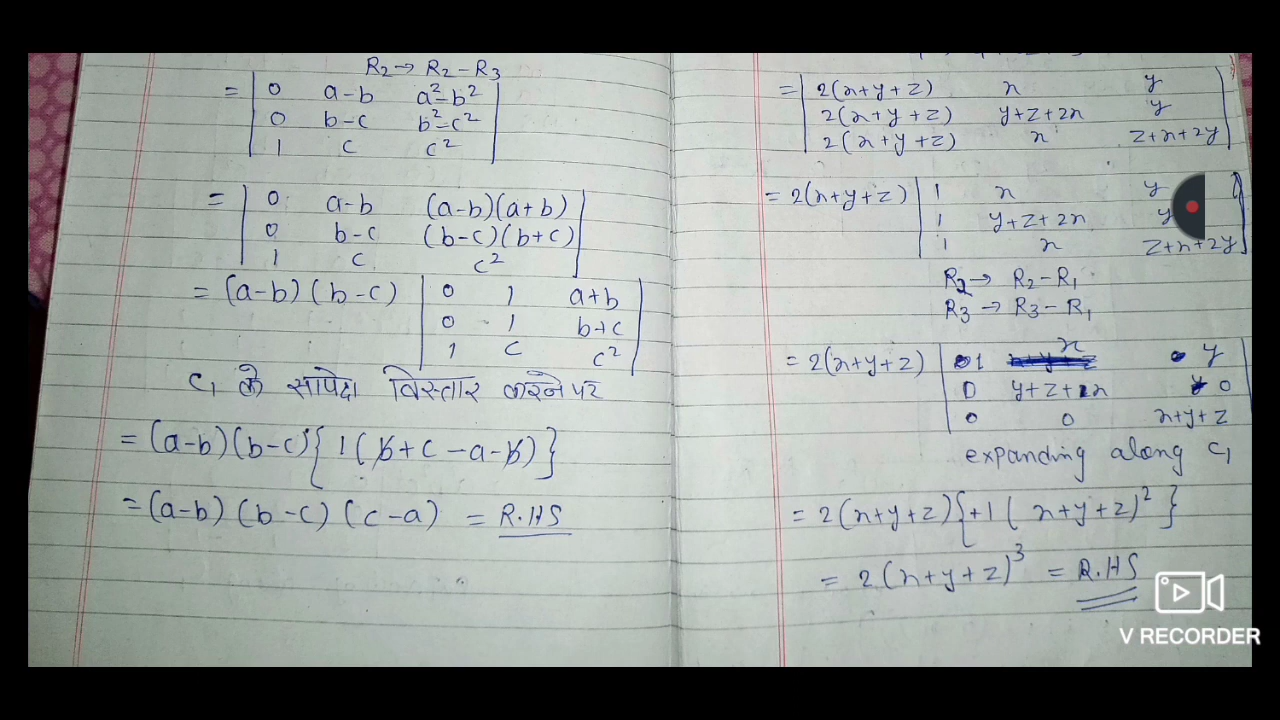 R₂→ R₂-R₃
= | 0 a-b a²-b² |
| 0 b-c b²-c² |
| 1 c c² |
= | 0 a-b (a-b)(a+b) |
| 0 b-c (b-c)(b+c) |
| 1 c c² |
= (a-b)(b-c) | 0 1 a+b |
| 0 1 b+c |
| 1 c c² |
C₁ के सापेक्ष विस्तार करने पर
= (a-b)(b-c){1(b+c-a-b)}
= (a-b)(b-c)(c-a) = R.HS
= | 2(x+y+z) x y |
| 2(x+y+z) y+z+2x y |
| 2(x+y+z) x z+x+2y |
= 2(x+y+z) | 1 x y |
| 1 y+z+2x y |
| 1 x z+x+2y |
R₂→ R₂-R₁
R₃→ R₃-R₁
= 2(x+y+z) | 1 x y |
| 0 y+z+x 0 |
| 0 0 x+y+z |
expanding along C₁
= 2(x+y+z){+1(x+y+z)²}
= 2(x+y+z)³ = R.HS
V RECORDER